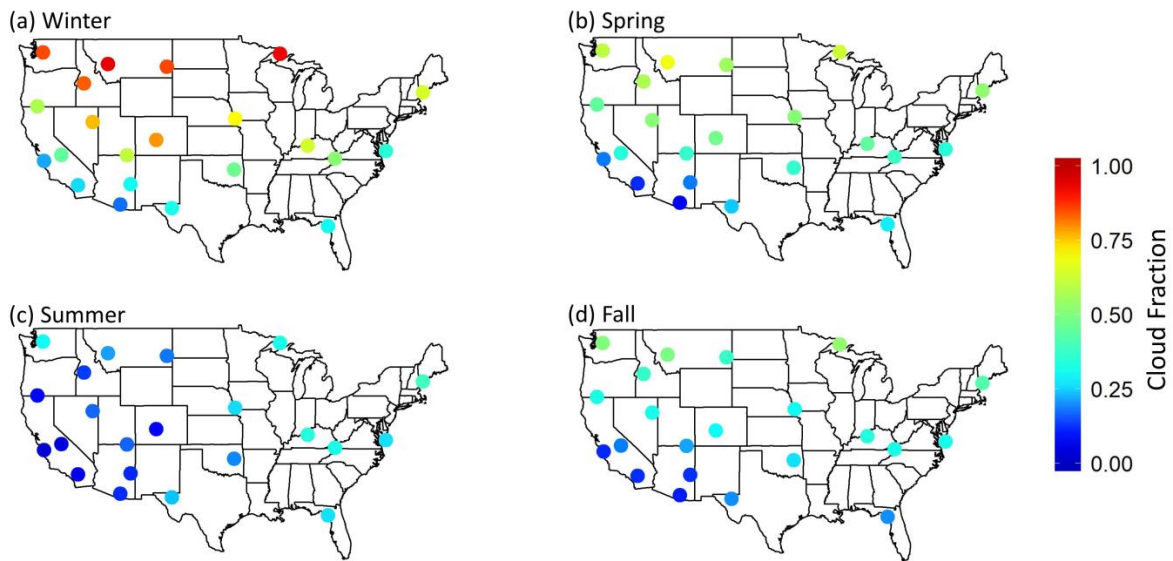 (a) Winter
(b) Spring
(c) Summer
(d) Fall
1.00
0.75
0.50
0.25
0.00
Cloud Fraction